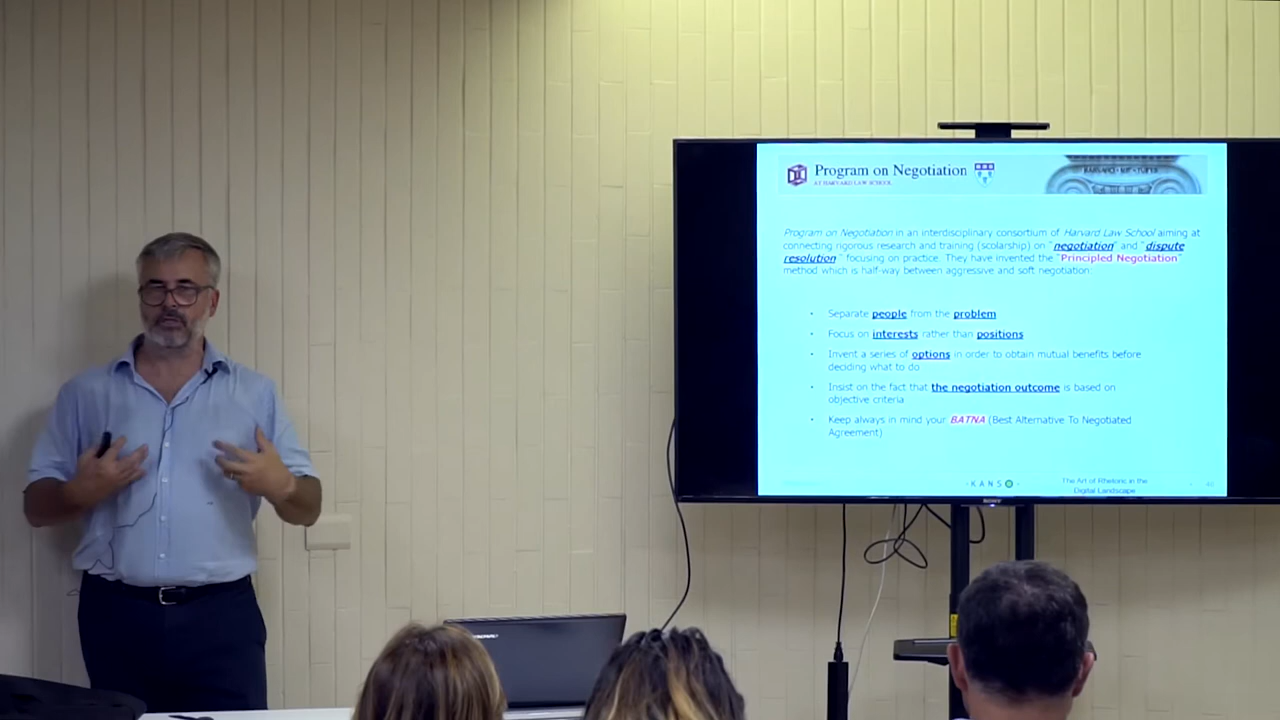 Program on Negotiation
AT HARVARD LAW SCHOOL
Program on Negotiation in an interdisciplinary consortium of Harvard Law School aiming at
connecting rigorous research and training (scolarship) on "negotiation" and "dispute
resolution " focusing on practice. They have invented the "Principled Negotiation"
method which is half-way between aggressive and soft negotiation:
• Separate people from the problem
• Focus on interests rather than positions
• Invent a series of options in order to obtain mutual benefits before
deciding what to do
• Insist on the fact that the negotiation outcome is based on
objective criteria
• Keep always in mind your BATNA (Best Alternative To Negotiated
Agreement)
KANSO
The Art of Rhetoric in the
Digital Landscape
SONY